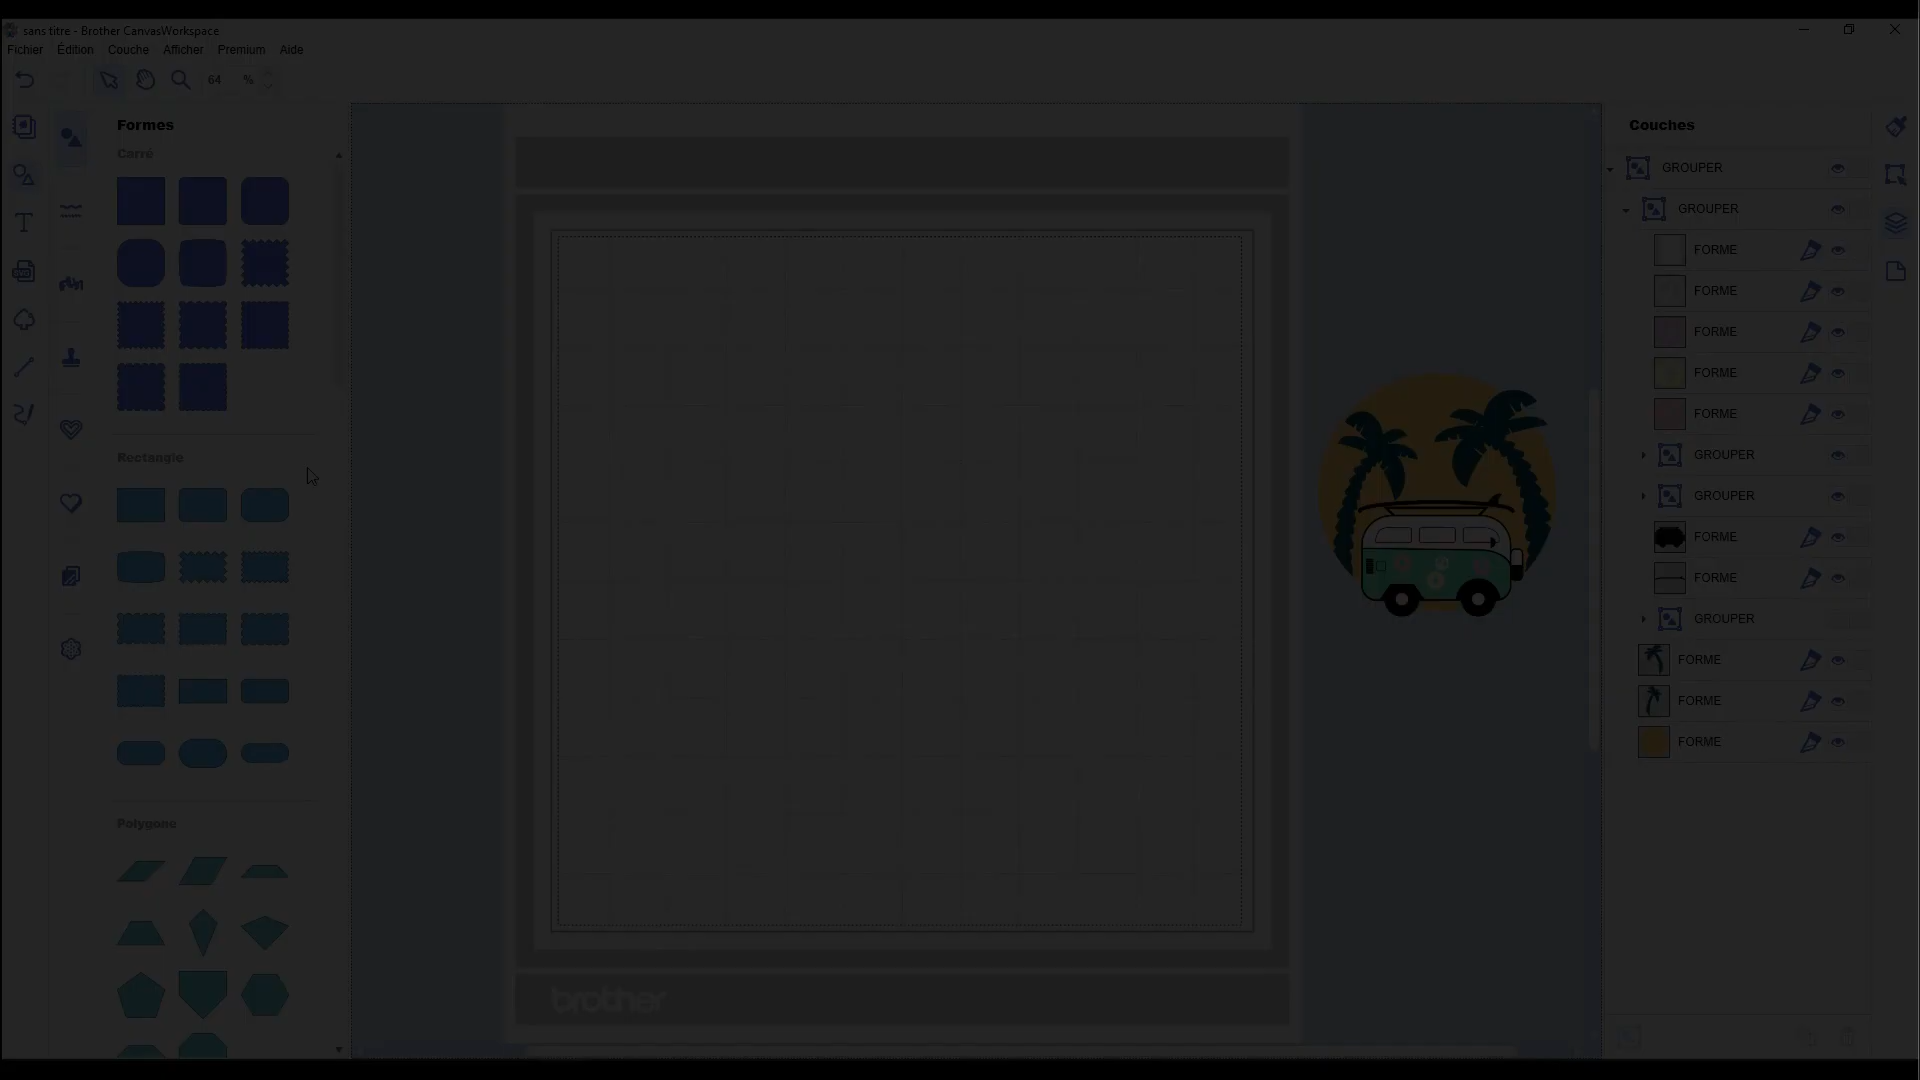 sans titre - Brother CanvasWorkspace
Fichier Édition Couche Afficher Premium Aide
64 %
Formes
Carré
Rectangle
Polygone
brother
Couches
GROUPER
GROUPER
FORME
FORME
FORME
FORME
FORME
GROUPER
GROUPER
FORME
FORME
GROUPER
FORME
FORME
FORME